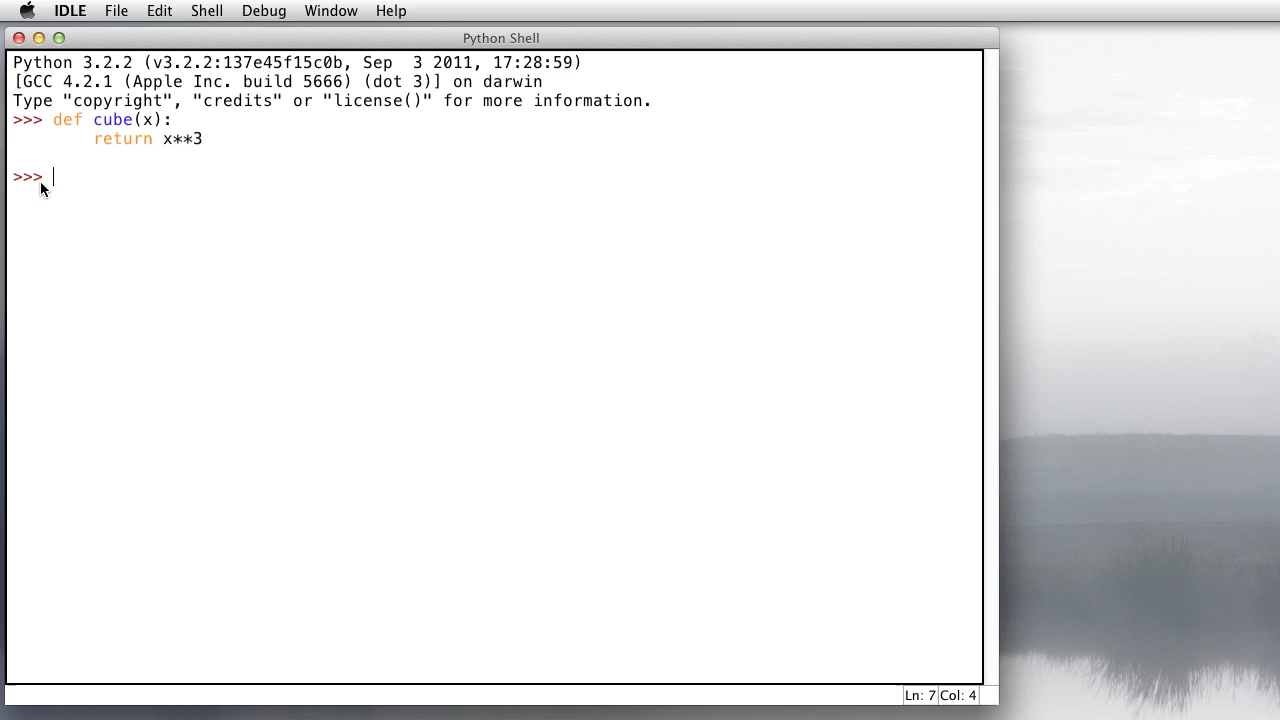 IDLE File Edit Shell Debug Window Help
Python Shell
Python 3.2.2 (v3.2.2:137e45f15c0b, Sep  3 2011, 17:28:59)
[GCC 4.2.1 (Apple Inc. build 5666) (dot 3)] on darwin
Type "copyright", "credits" or "license()" for more information.
>>> def cube(x):
        return x**3
>>>
Ln: 7 Col: 4